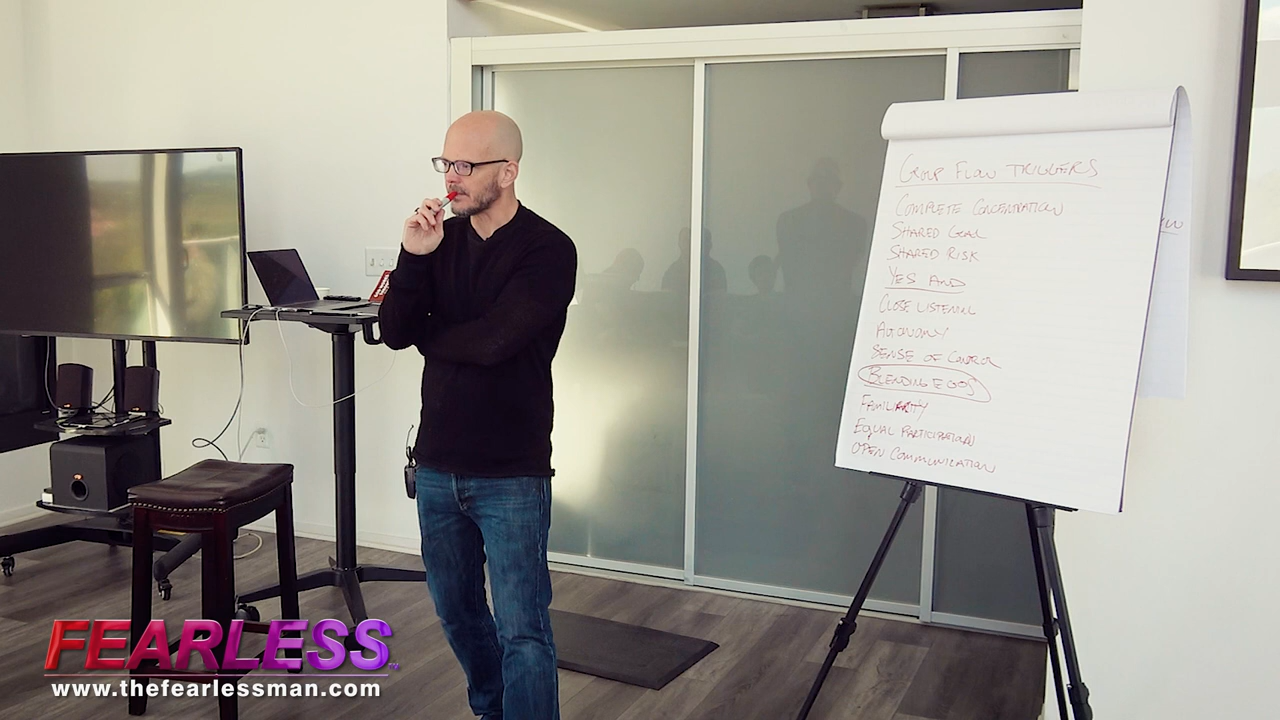 GROUP FLOW TRIGGERS
COMPLETE CONCENTRATION
SHARED GOAL
SHARED RISK
YES AND
CLOSE LISTENING
AUTONOMY
SENSE OF CONTROL
BLENDING EGOS
FAMILIARITY
EQUAL PARTICIPATION
OPEN COMMUNICATION
FEARLESS
www.thefearlessman.com